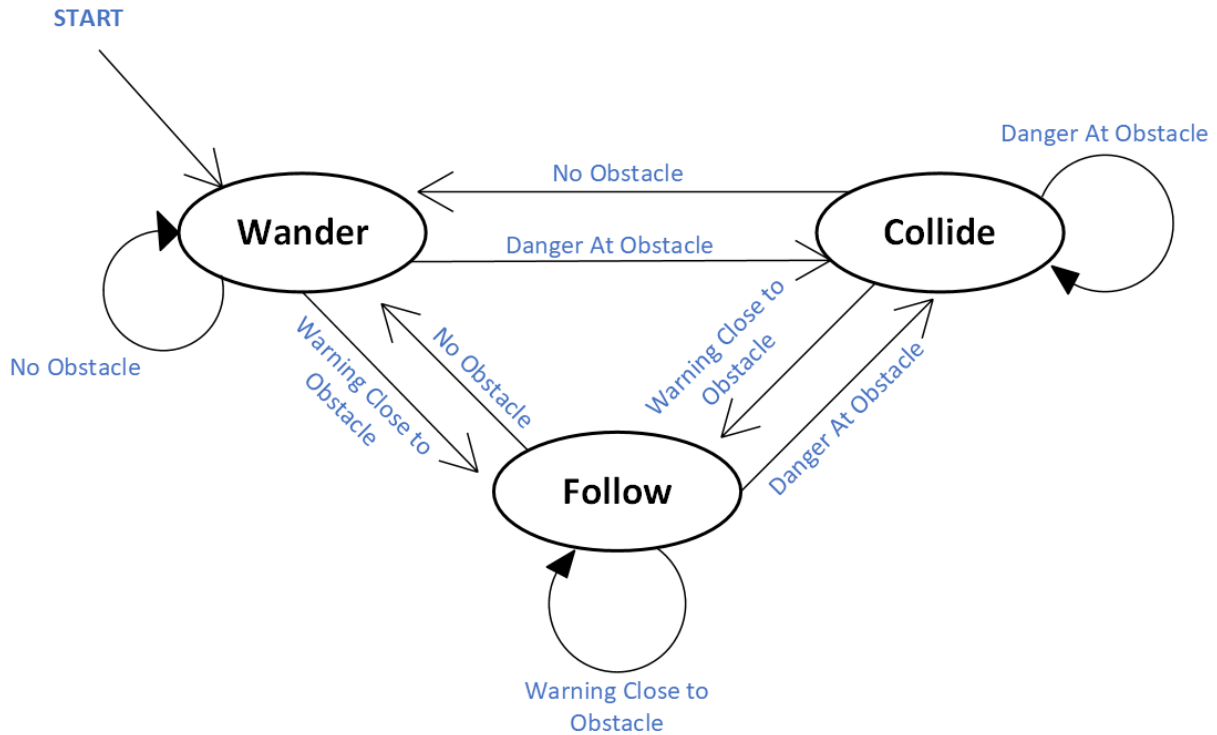 START
Danger At Obstacle
No Obstacle
Wander
Collide
Danger At Obstacle
No Obstacle
Warning Close to
Obstacle
No Obstacle
Warning Close to
Obstacle
Danger At Obstacle
Follow
Warning Close to
Obstacle